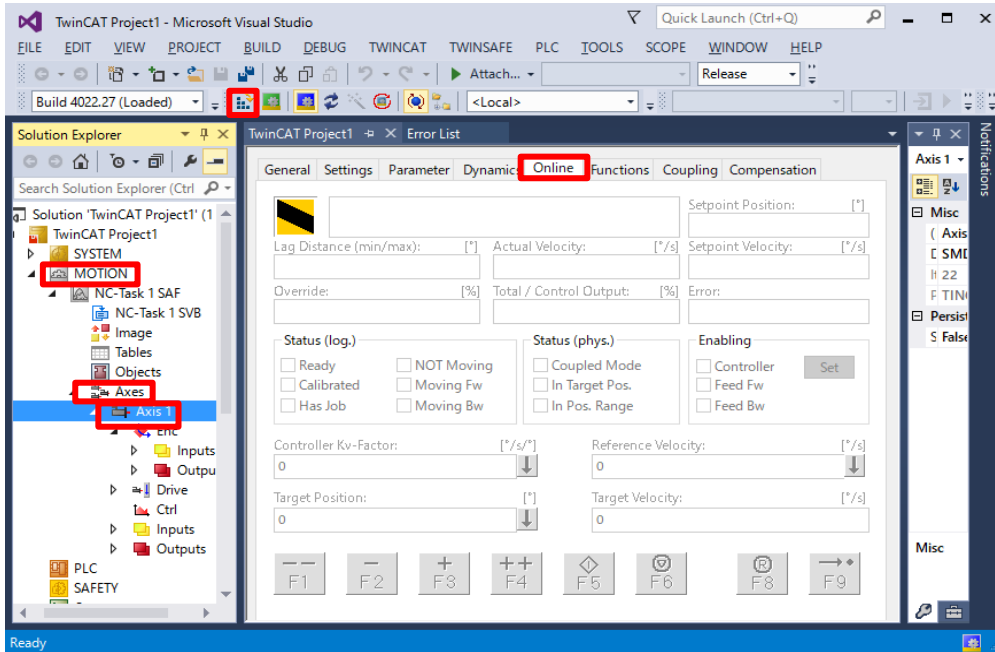 TwinCAT Project1 - Microsoft Visual Studio
Quick Launch (Ctrl+Q)
FILE EDIT VIEW PROJECT BUILD DEBUG TWINCAT TWINSAFE PLC TOOLS SCOPE WINDOW HELP
Attach... Release
Build 4022.27 (Loaded) <Local>
Solution Explorer
Search Solution Explorer (Ctrl
Solution 'TwinCAT Project1' (1
TwinCAT Project1
SYSTEM
MOTION
NC-Task 1 SAF
NC-Task 1 SVB
Image
Tables
Objects
Axes
Axis 1
Enc
Inputs
Outpu
Drive
Ctrl
Inputs
Outputs
PLC
SAFETY
TwinCAT Project1 Error List
General Settings Parameter Dynamics Online Functions Coupling Compensation
Setpoint Position: [°]
Lag Distance (min/max): [°] Actual Velocity: [°/s] Setpoint Velocity: [°/s]
Override: [%] Total / Control Output: [%] Error:
Status (log.) Status (phys.) Enabling
Ready NOT Moving Coupled Mode Controller Set
Calibrated Moving Fw In Target Pos. Feed Fw
Has Job Moving Bw In Pos. Range Feed Bw
Controller Kv-Factor: [°/s/°] Reference Velocity: [°/s]
0 0
Target Position: [°] Target Velocity: [°/s]
0 0
-- - + ++ R
F1 F2 F3 F4 F5 F6 F8 F9
Axis 1
Misc
( Axis
SMD
22
TIN
Persist
S False
Misc
Notifications
Ready